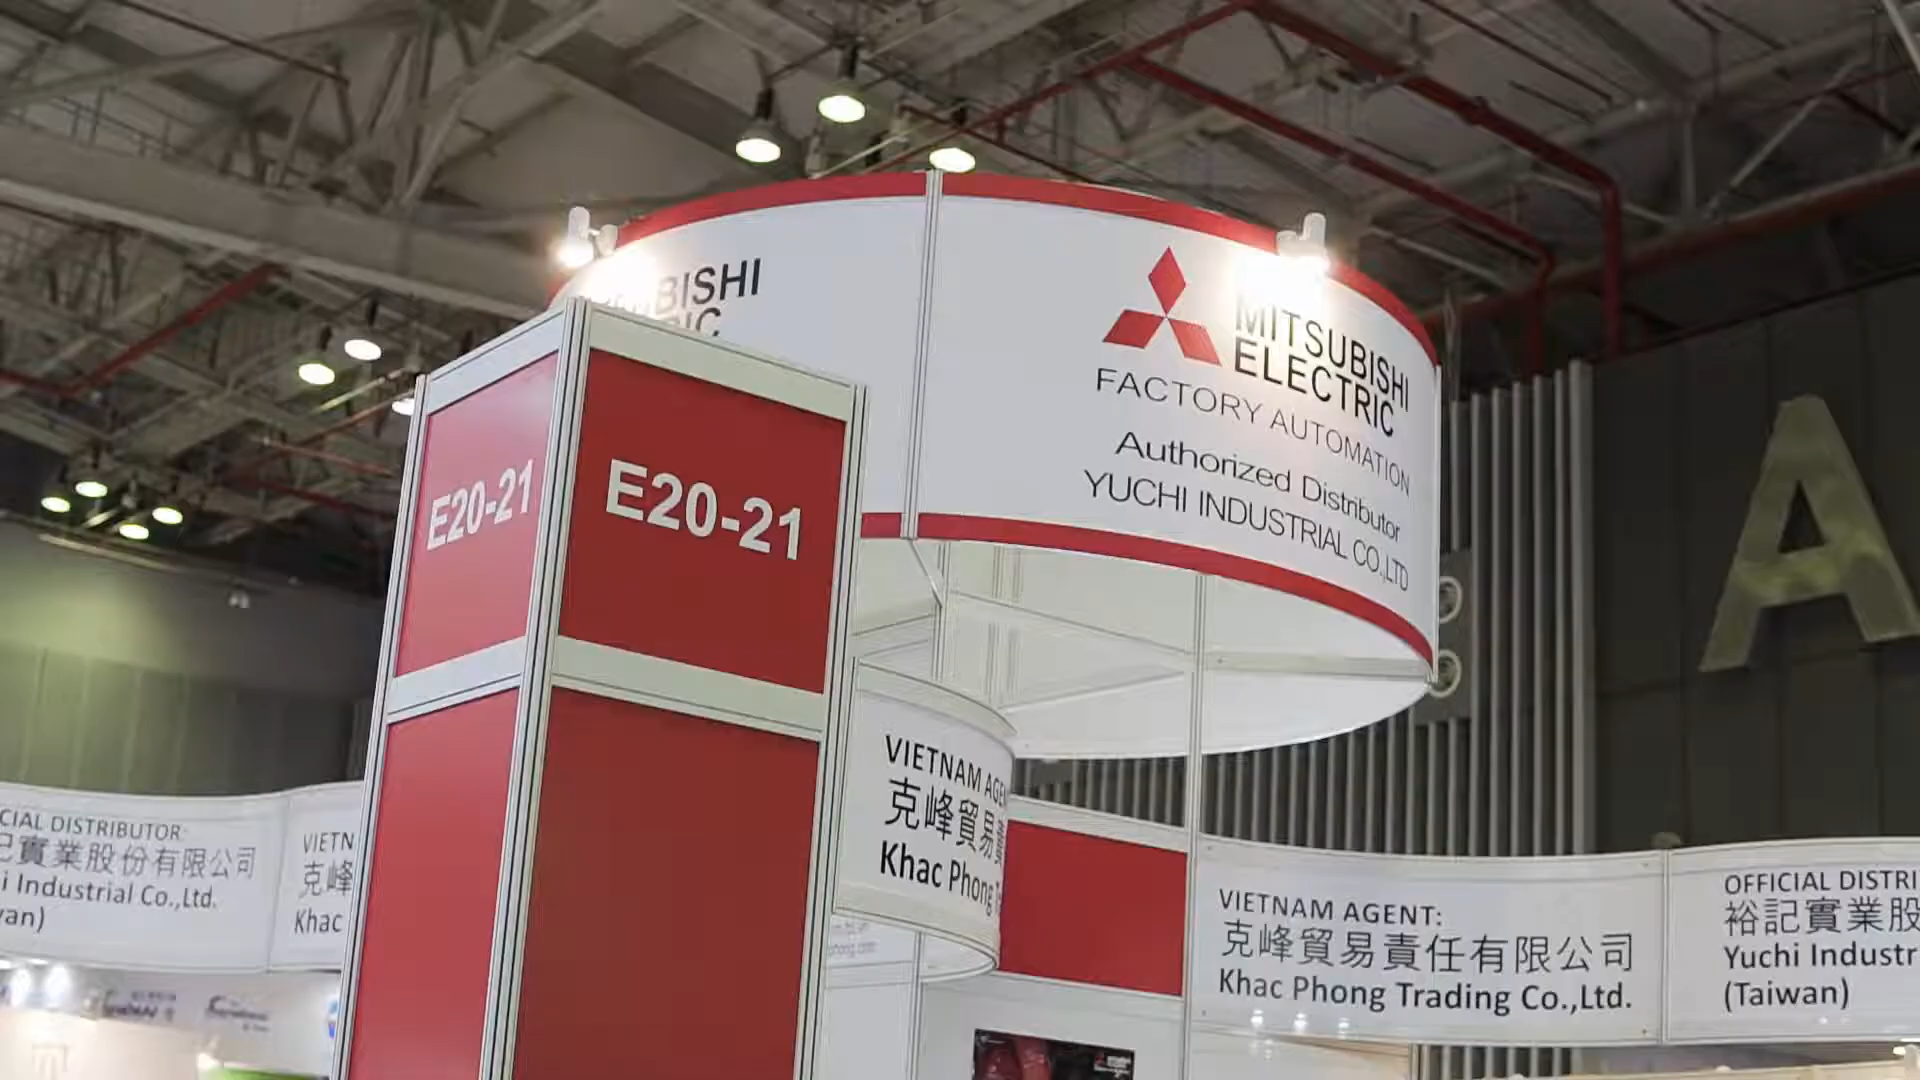 BISHI
RIC
MITSUBISHI
ELECTRIC
FACTORY AUTOMATION
Authorized Distributor
YUCHI INDUSTRIAL CO.,LTD
E20-21
E20-21
A
VIETNAM AGEN
克峰貿易
Khac Phong
CIAL DISTRIBUTOR:
記實業股份有限公司
i Industrial Co.,Ltd.
wan)
VIETN
克峰
Khac
VIETNAM AGENT:
克峰貿易責任有限公司
Khac Phong Trading Co.,Ltd.
OFFICIAL DISTRI
裕記實業股
Yuchi Industr
(Taiwan)